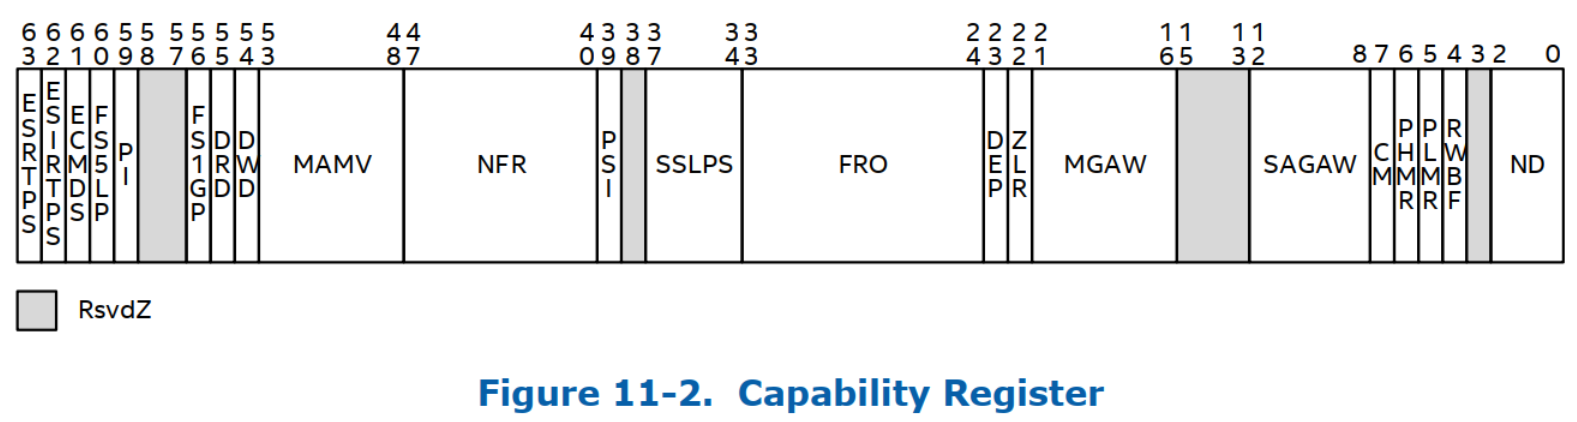 63 62 61 60 59 58 57 56 55 54 53 48 47 40 39 38 37 34 33 24 23 22 21 16 15 13 12 8 7 6 5 4 3 2 0
ESRTPS ESIRTPS ECMDS FS5LP PI FS1GP DRD DWD MAMV NFR PSI SSLPS FRO DEP ZLR MGAW SAGAW CM PHMR PLMR RWBF ND
RsvdZ
Figure 11-2. Capability Register